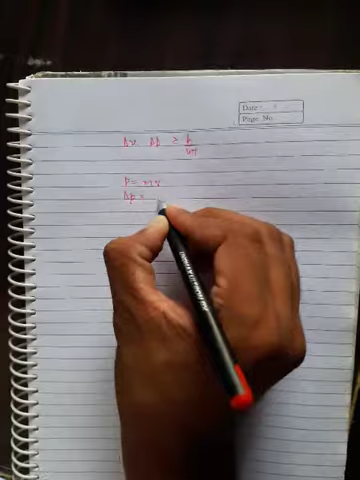 Date
Page No.
Δx Δp ≥ h/4π
p = mv
Δp =